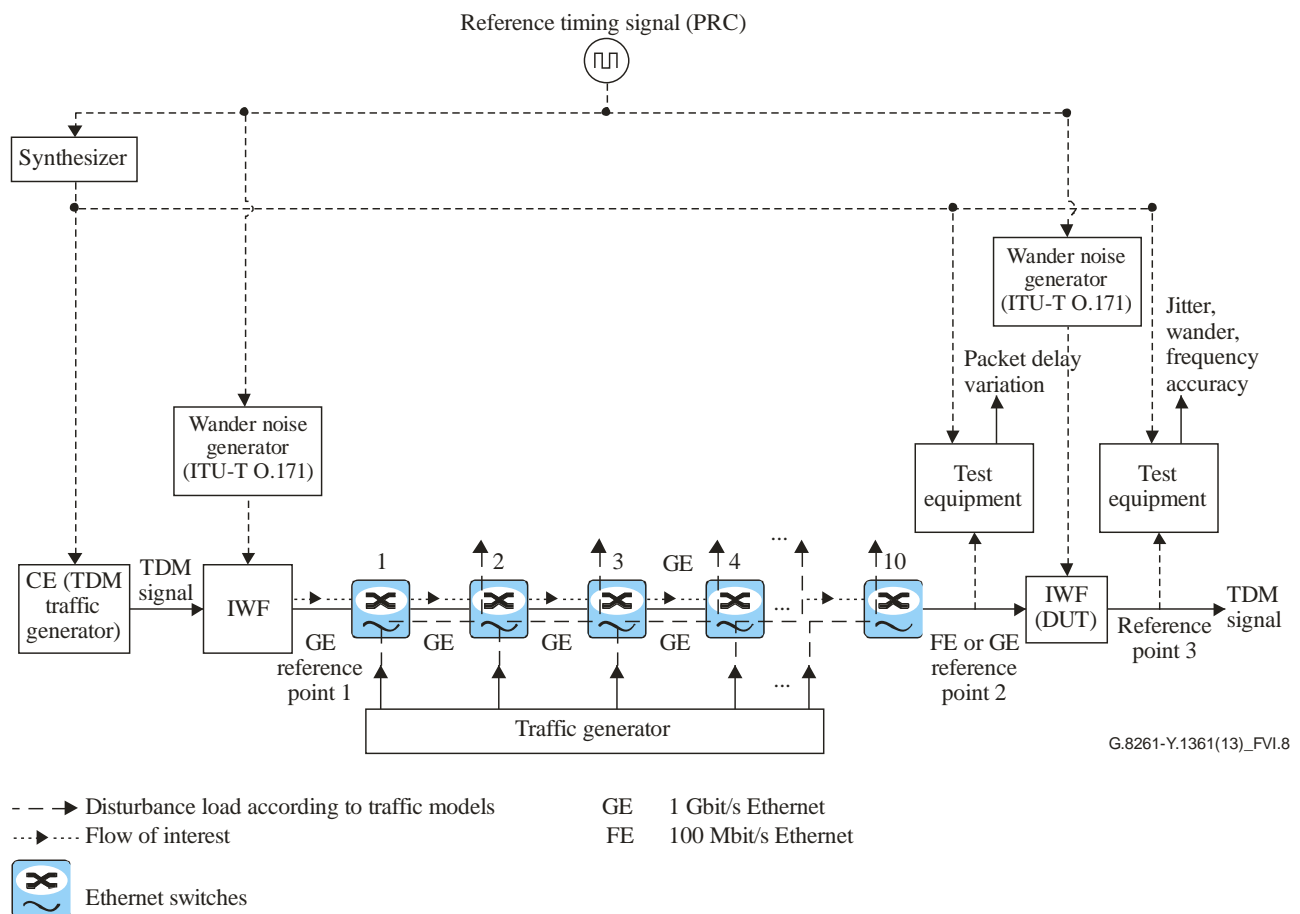 Reference timing signal (PRC)
Synthesizer
Wander noise
generator
(ITU-T O.171)
Jitter,
wander,
frequency
accuracy
Packet delay
variation
Wander noise
generator
(ITU-T O.171)
Test
equipment
Test
equipment
CE (TDM
traffic
generator)
TDM
signal
IWF
1
2
3
GE
4
...
10
...
IWF
(DUT)
TDM
signal
GE
reference
point 1
GE
GE
GE
...
FE or GE
reference
point 2
Reference
point 3
Traffic generator
G.8261-Y.1361(13)_FVI.8
Disturbance load according to traffic models
GE 1 Gbit/s Ethernet
Flow of interest
FE 100 Mbit/s Ethernet
Ethernet switches